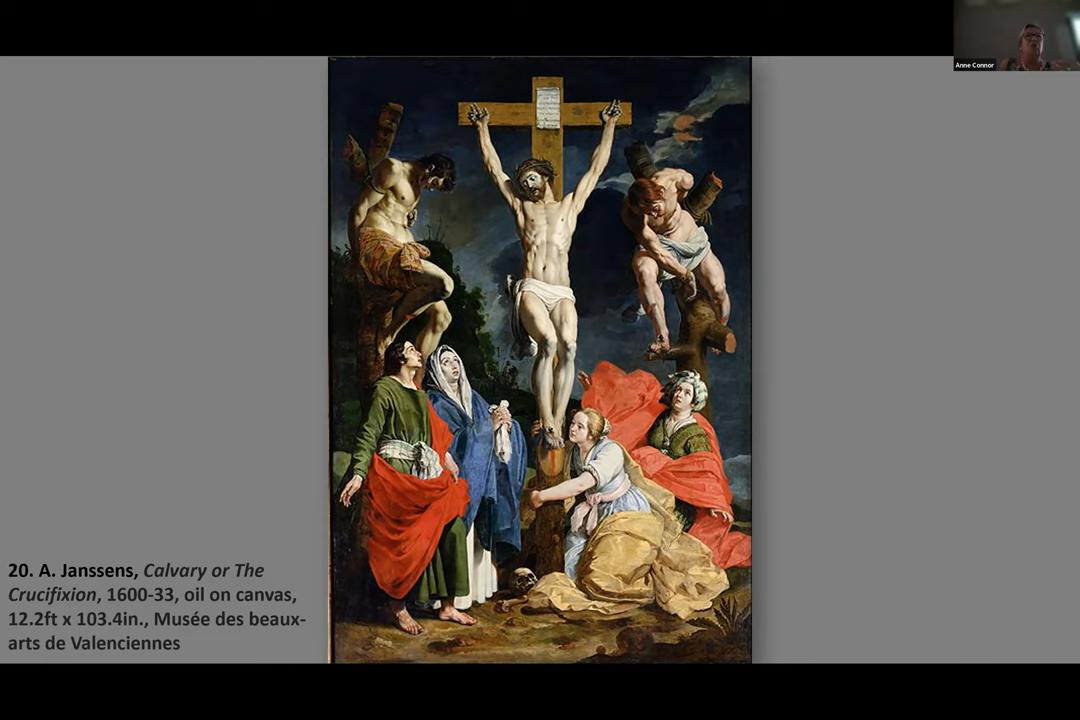 Anne Connor
20. A. Janssens, Calvary or The
Crucifixion, 1600-33, oil on canvas,
12.2ft x 103.4in., Musée des beaux-
arts de Valenciennes